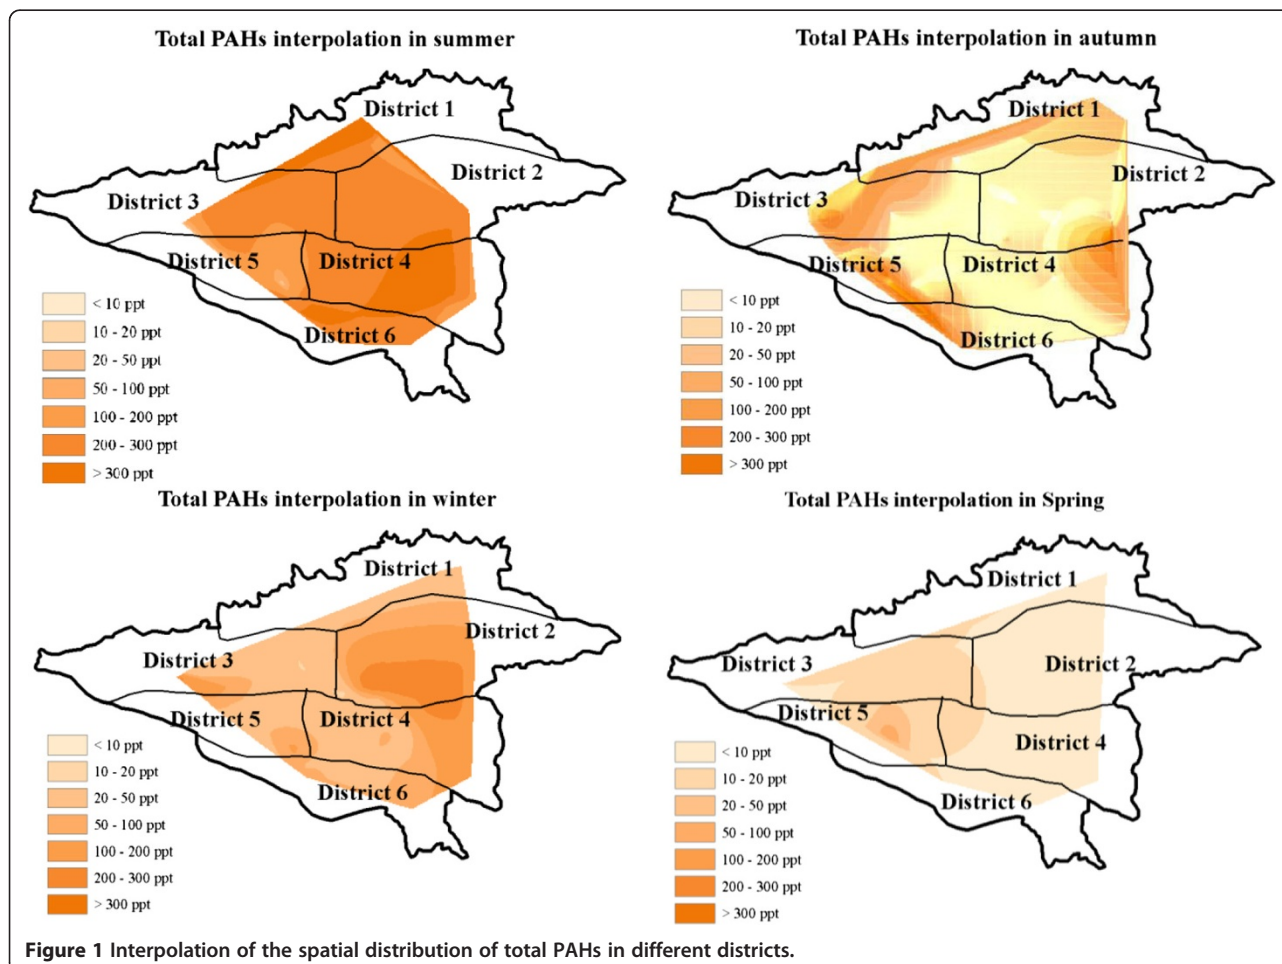 Total PAHs interpolation in summer
District 1
District 2
District 3
District 5
District 4
District 6
< 10 ppt
10 - 20 ppt
20 - 50 ppt
50 - 100 ppt
100 - 200 ppt
200 - 300 ppt
> 300 ppt
Total PAHs interpolation in autumn
District 1
District 2
District 3
District 5
District 4
District 6
< 10 ppt
10 - 20 ppt
20 - 50 ppt
50 - 100 ppt
100 - 200 ppt
200 - 300 ppt
> 300 ppt
Total PAHs interpolation in winter
District 1
District 2
District 3
District 5
District 4
District 6
< 10 ppt
10 - 20 ppt
20 - 50 ppt
50 - 100 ppt
100 - 200 ppt
200 - 300 ppt
> 300 ppt
Total PAHs interpolation in Spring
District 1
District 3
District 2
District 5
District 4
District 6
< 10 ppt
10 - 20 ppt
20 - 50 ppt
50 - 100 ppt
100 - 200 ppt
200 - 300 ppt
> 300 ppt
Figure 1 Interpolation of the spatial distribution of total PAHs in different districts.